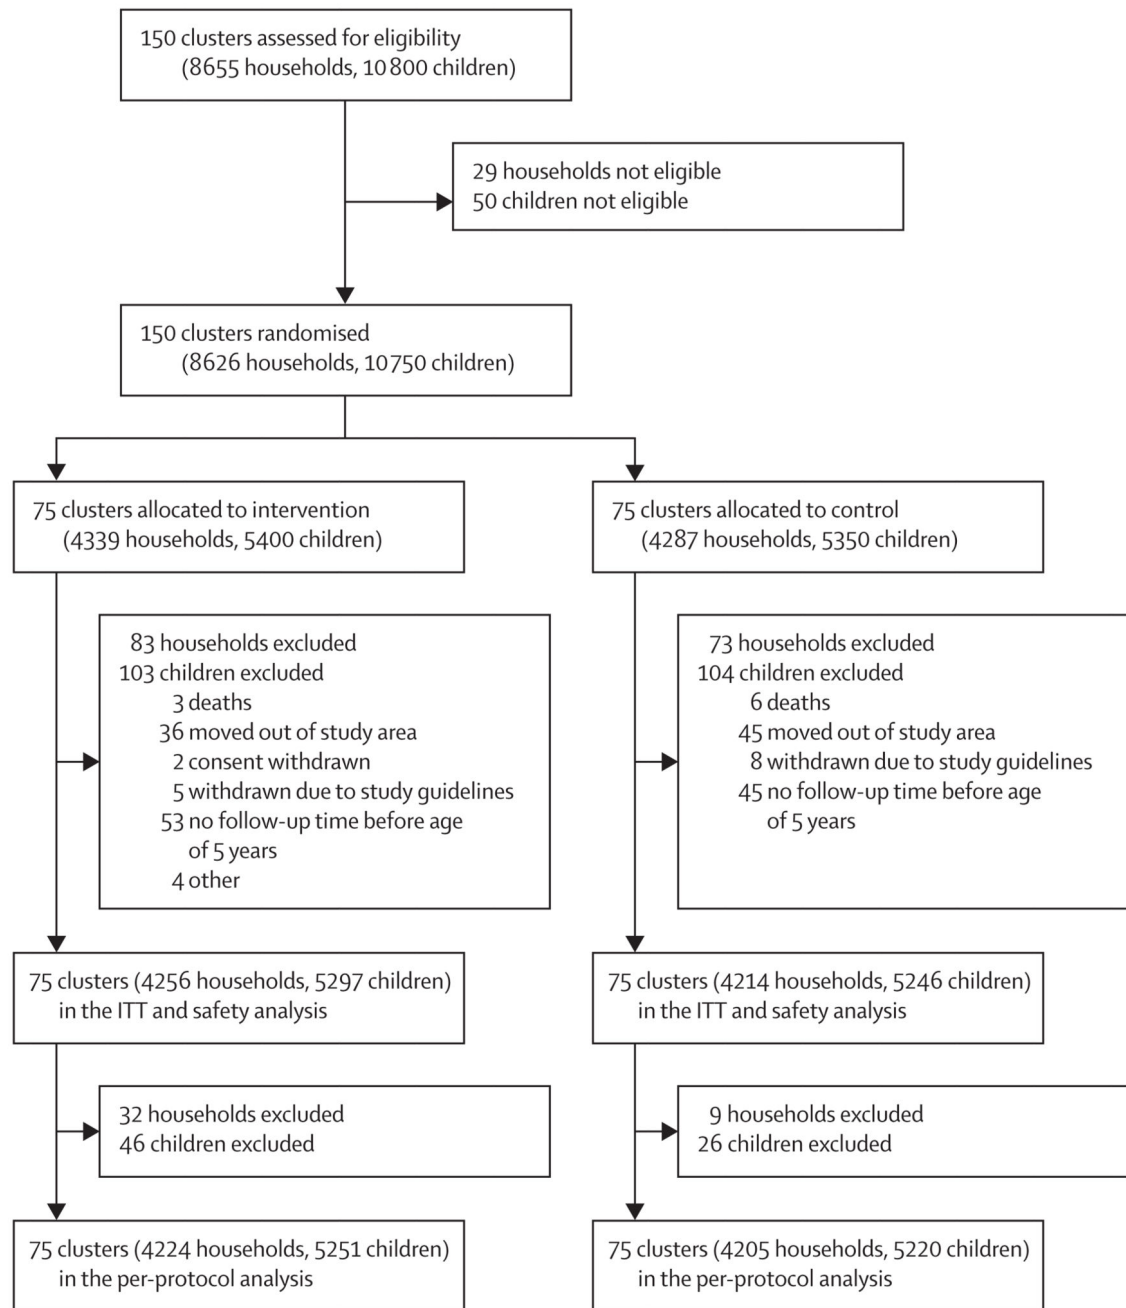 150 clusters assessed for eligibility
(8655 households, 10 800 children)
29 households not eligible
50 children not eligible
150 clusters randomised
(8626 households, 10 750 children)
75 clusters allocated to intervention
(4339 households, 5400 children)
75 clusters allocated to control
(4287 households, 5350 children)
83 households excluded
103 children excluded
3 deaths
36 moved out of study area
2 consent withdrawn
5 withdrawn due to study guidelines
53 no follow-up time before age
of 5 years
4 other
73 households excluded
104 children excluded
6 deaths
45 moved out of study area
8 withdrawn due to study guidelines
45 no follow-up time before age
of 5 years
75 clusters (4256 households, 5297 children)
in the ITT and safety analysis
75 clusters (4214 households, 5246 children)
in the ITT and safety analysis
32 households excluded
46 children excluded
9 households excluded
26 children excluded
75 clusters (4224 households, 5251 children)
in the per-protocol analysis
75 clusters (4205 households, 5220 children)
in the per-protocol analysis